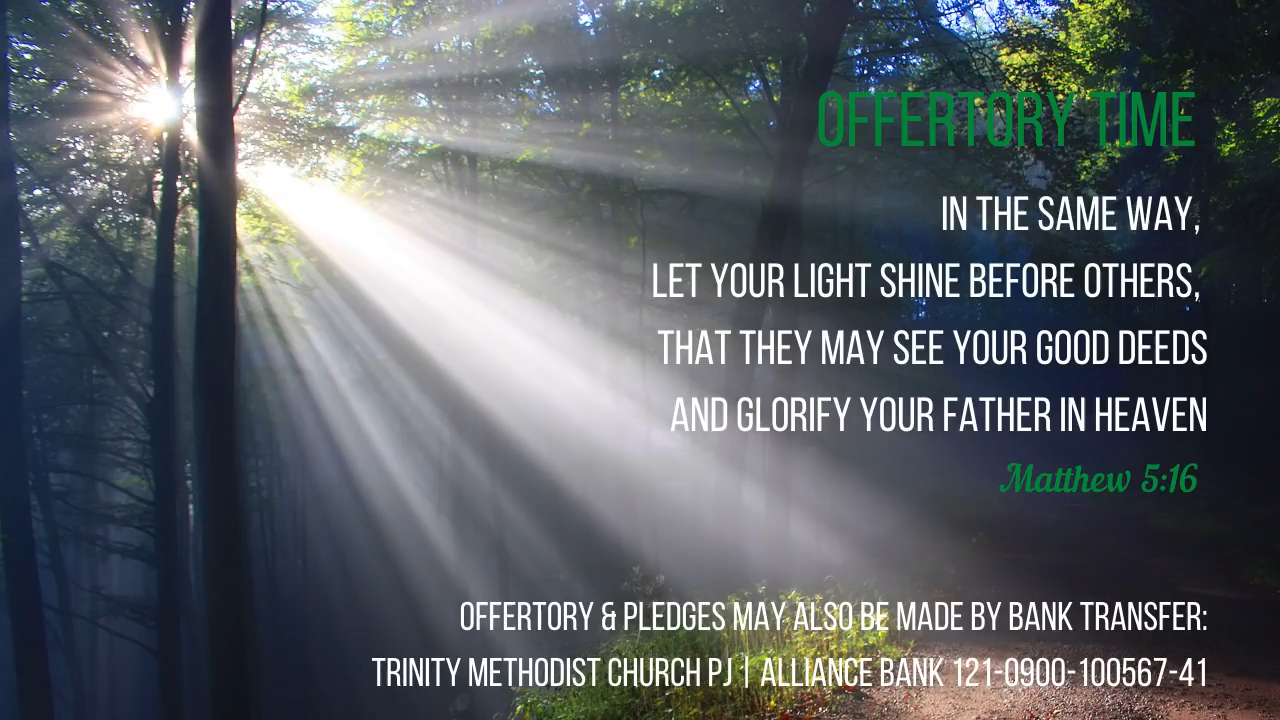 OFFERTORY TIME
IN THE SAME WAY,
LET YOUR LIGHT SHINE BEFORE OTHERS,
THAT THEY MAY SEE YOUR GOOD DEEDS
AND GLORIFY YOUR FATHER IN HEAVEN
Matthew 5:16
OFFERTORY & PLEDGES MAY ALSO BE MADE BY BANK TRANSFER:
TRINITY METHODIST CHURCH PJ | ALLIANCE BANK 121-0900-100567-41